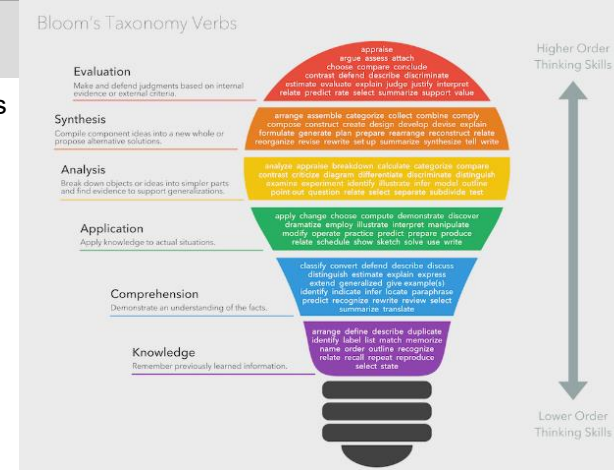 s
Bloom's Taxonomy Verbs
Higher Order
Thinking Skills
Evaluation
Make and defend judgments based on internal
evidence or external criteria.
appraise
argue assess attach
choose compare conclude
contrast defend describe discriminate
estimate evaluate explain judge justify interpret
relate predict rate select summarize support value
Synthesis
Compile component ideas into a new whole or
propose alternative solutions.
arrange assemble categorize collect combine comply
compose construct create design develop devise explain
formulate generate plan prepare rearrange reconstruct relate
reorganize revise rewrite set up summarize synthesize tell write
Analysis
Break down objects or ideas into simpler parts
and find evidence to support generalizations.
analyze appraise breakdown calculate categorize compare
contrast criticize diagram differentiate discriminate distinguish
examine experiment identify illustrate infer model outline
point out question relate select separate subdivide test
Application
Apply knowledge to actual situations.
apply change choose compute demonstrate discover
dramatize employ illustrate interpret manipulate
modify operate practice predict prepare produce
relate schedule show sketch solve use write
Comprehension
Demonstrate an understanding of the facts.
classify convert defend describe discuss
distinguish estimate explain express
extend generalized give example(s)
identify indicate infer locate paraphrase
predict recognize rewrite review select
summarize translate
Knowledge
Remember previously learned information.
arrange define describe duplicate
identify label list match memorize
name order outline recognize
relate recall repeat reproduce
select state
Lower Order
Thinking Skills